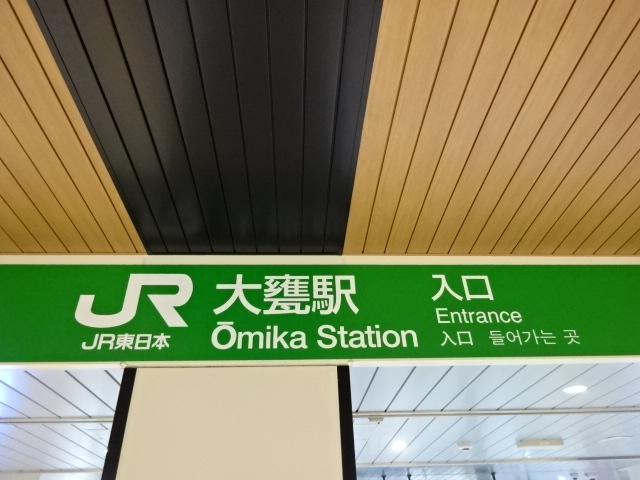 JR
JR東日本
大甕駅
Ōmika Station
入口
Entrance
入口 들어가는 곳